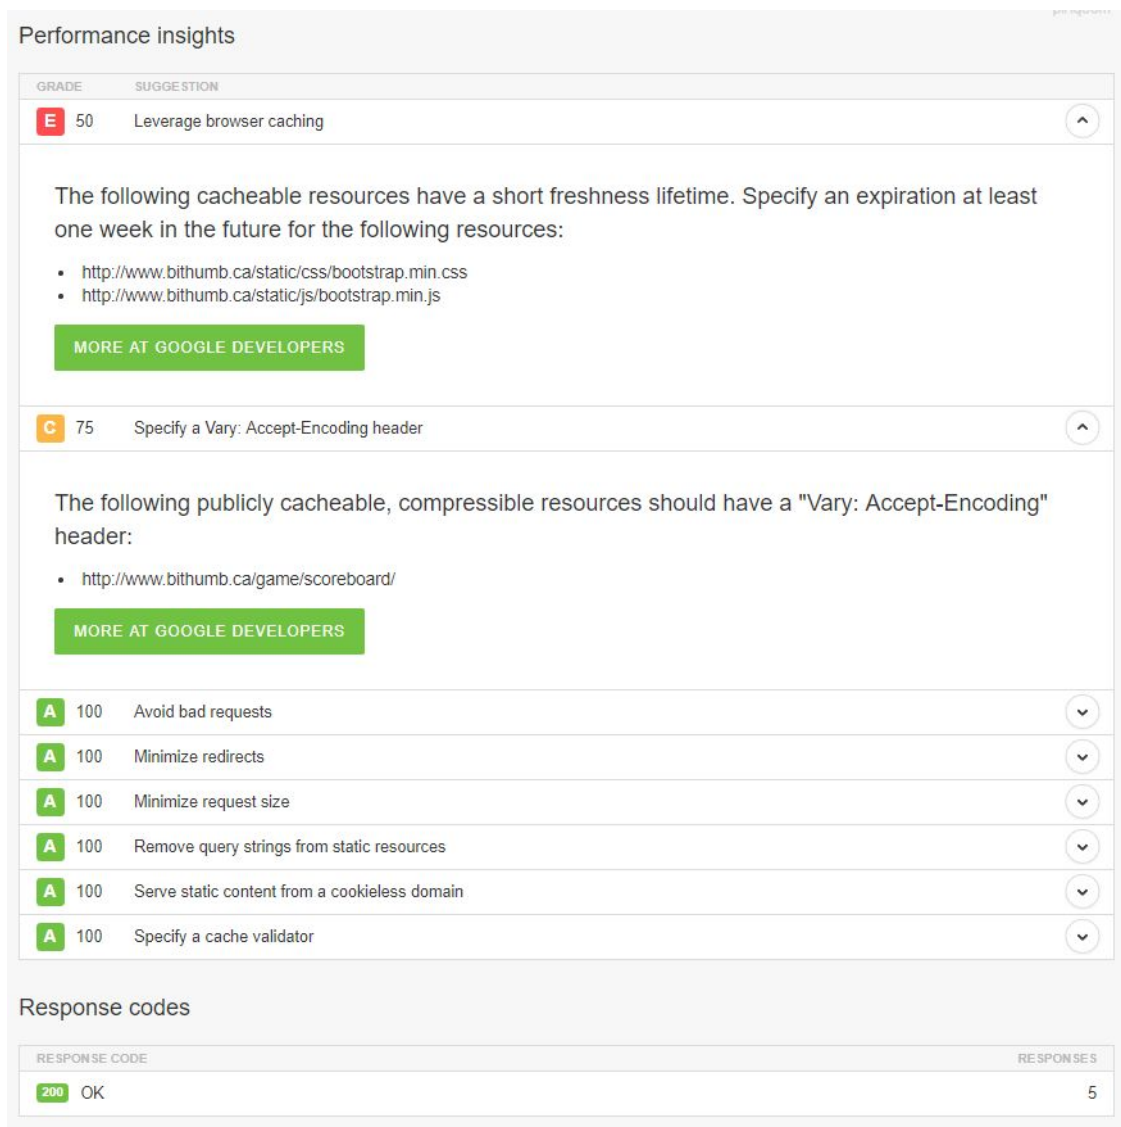 Performance insights
GRADE SUGGESTION
E 50 Leverage browser caching
The following cacheable resources have a short freshness lifetime. Specify an expiration at least
one week in the future for the following resources:
• http://www.bithumb.ca/static/css/bootstrap.min.css
• http://www.bithumb.ca/static/js/bootstrap.min.js
MORE AT GOOGLE DEVELOPERS
C 75 Specify a Vary: Accept-Encoding header
The following publicly cacheable, compressible resources should have a "Vary: Accept-Encoding"
header:
• http://www.bithumb.ca/game/scoreboard/
MORE AT GOOGLE DEVELOPERS
A 100 Avoid bad requests
A 100 Minimize redirects
A 100 Minimize request size
A 100 Remove query strings from static resources
A 100 Serve static content from a cookieless domain
A 100 Specify a cache validator
Response codes
RESPONSE CODE RESPONSES
200 OK 5